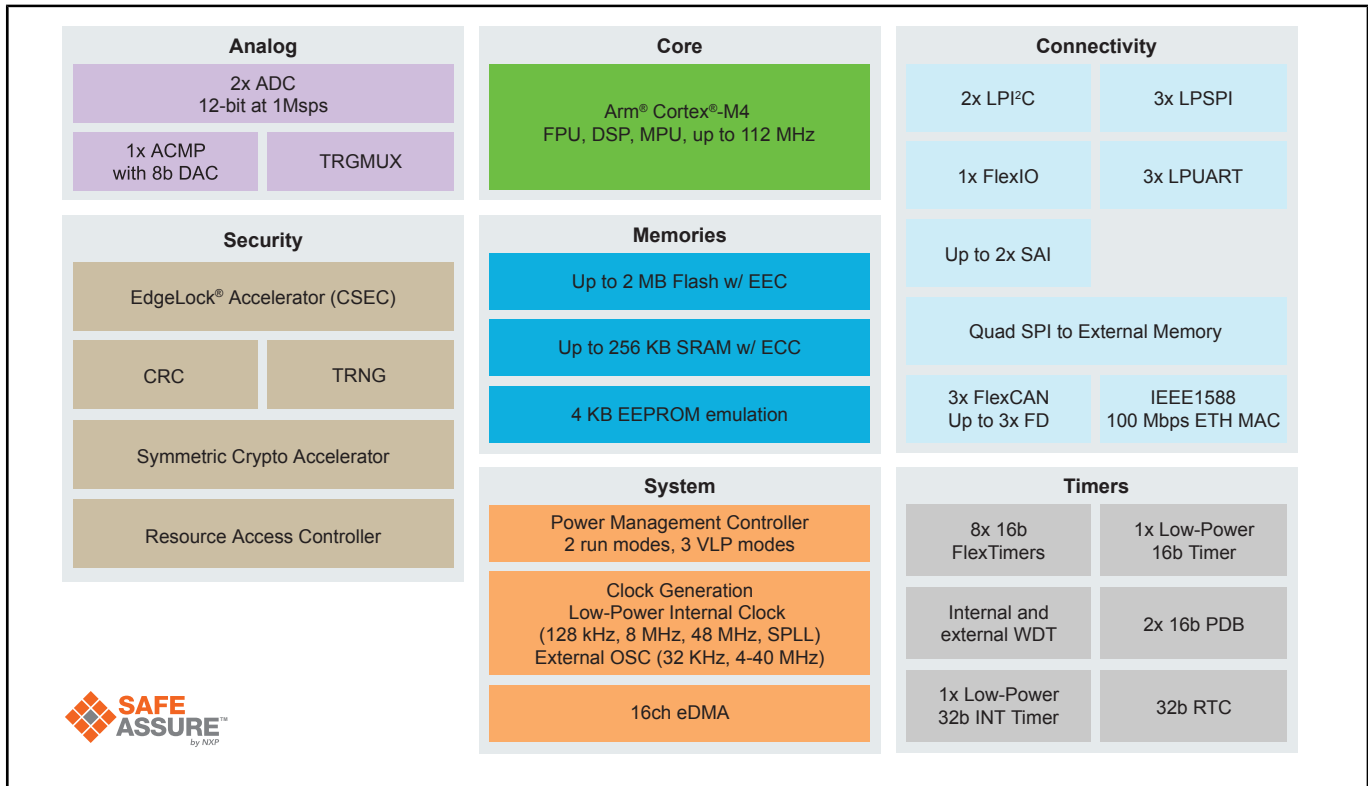 Analog
2x ADC
12-bit at 1Msps
1x ACMP
with 8b DAC
TRGMUX
Security
EdgeLock® Accelerator (CSEC)
CRC
TRNG
Symmetric Crypto Accelerator
Resource Access Controller
SAFE
ASSURE™
by NXP
Core
Arm® Cortex®-M4
FPU, DSP, MPU, up to 112 MHz
Memories
Up to 2 MB Flash w/ EEC
Up to 256 KB SRAM w/ ECC
4 KB EEPROM emulation
System
Power Management Controller
2 run modes, 3 VLP modes
Clock Generation
Low-Power Internal Clock
(128 kHz, 8 MHz, 48 MHz, SPLL)
External OSC (32 KHz, 4-40 MHz)
16ch eDMA
Connectivity
2x LPI²C
3x LPSPI
1x FlexIO
3x LPUART
Up to 2x SAI
Quad SPI to External Memory
3x FlexCAN
Up to 3x FD
IEEE1588
100 Mbps ETH MAC
Timers
8x 16b
FlexTimers
1x Low-Power
16b Timer
Internal and
external WDT
2x 16b PDB
1x Low-Power
32b INT Timer
32b RTC